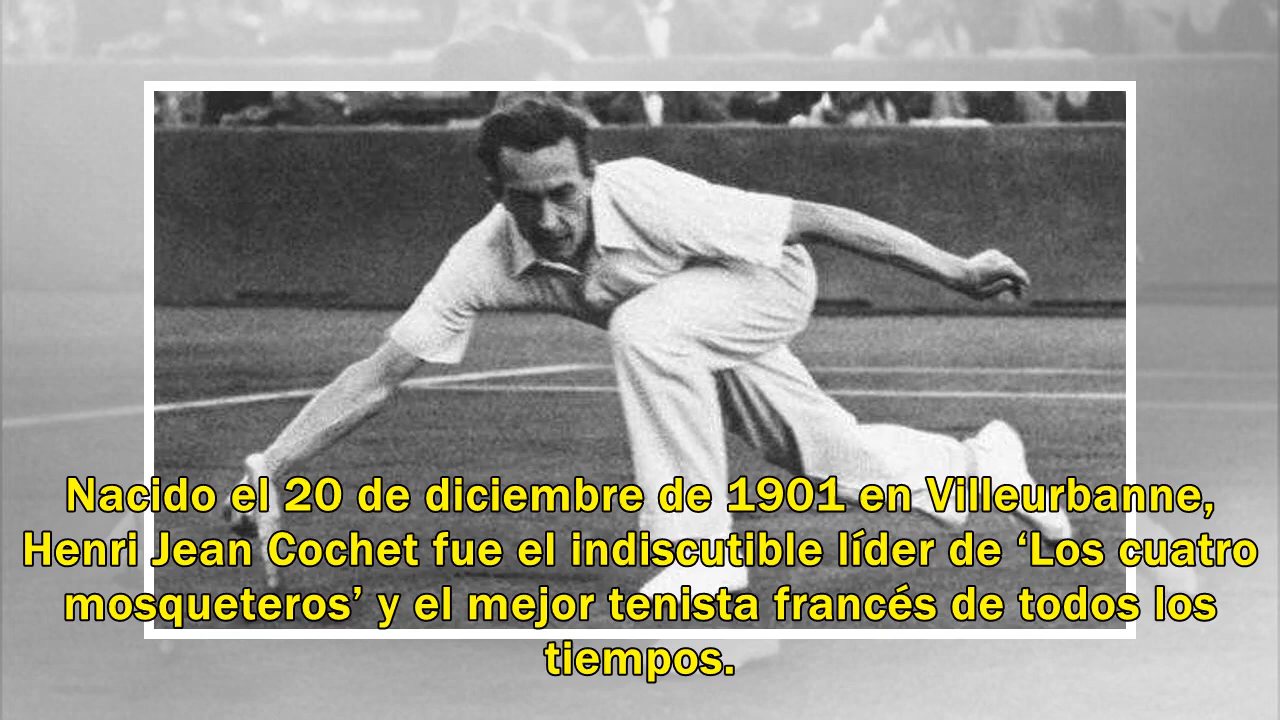 Nacido el 20 de diciembre de 1901 en Villeurbanne,
Henri Jean Cochet fue el indiscutible líder de ‘Los cuatro
mosqueteros’ y el mejor tenista francés de todos los
tiempos.